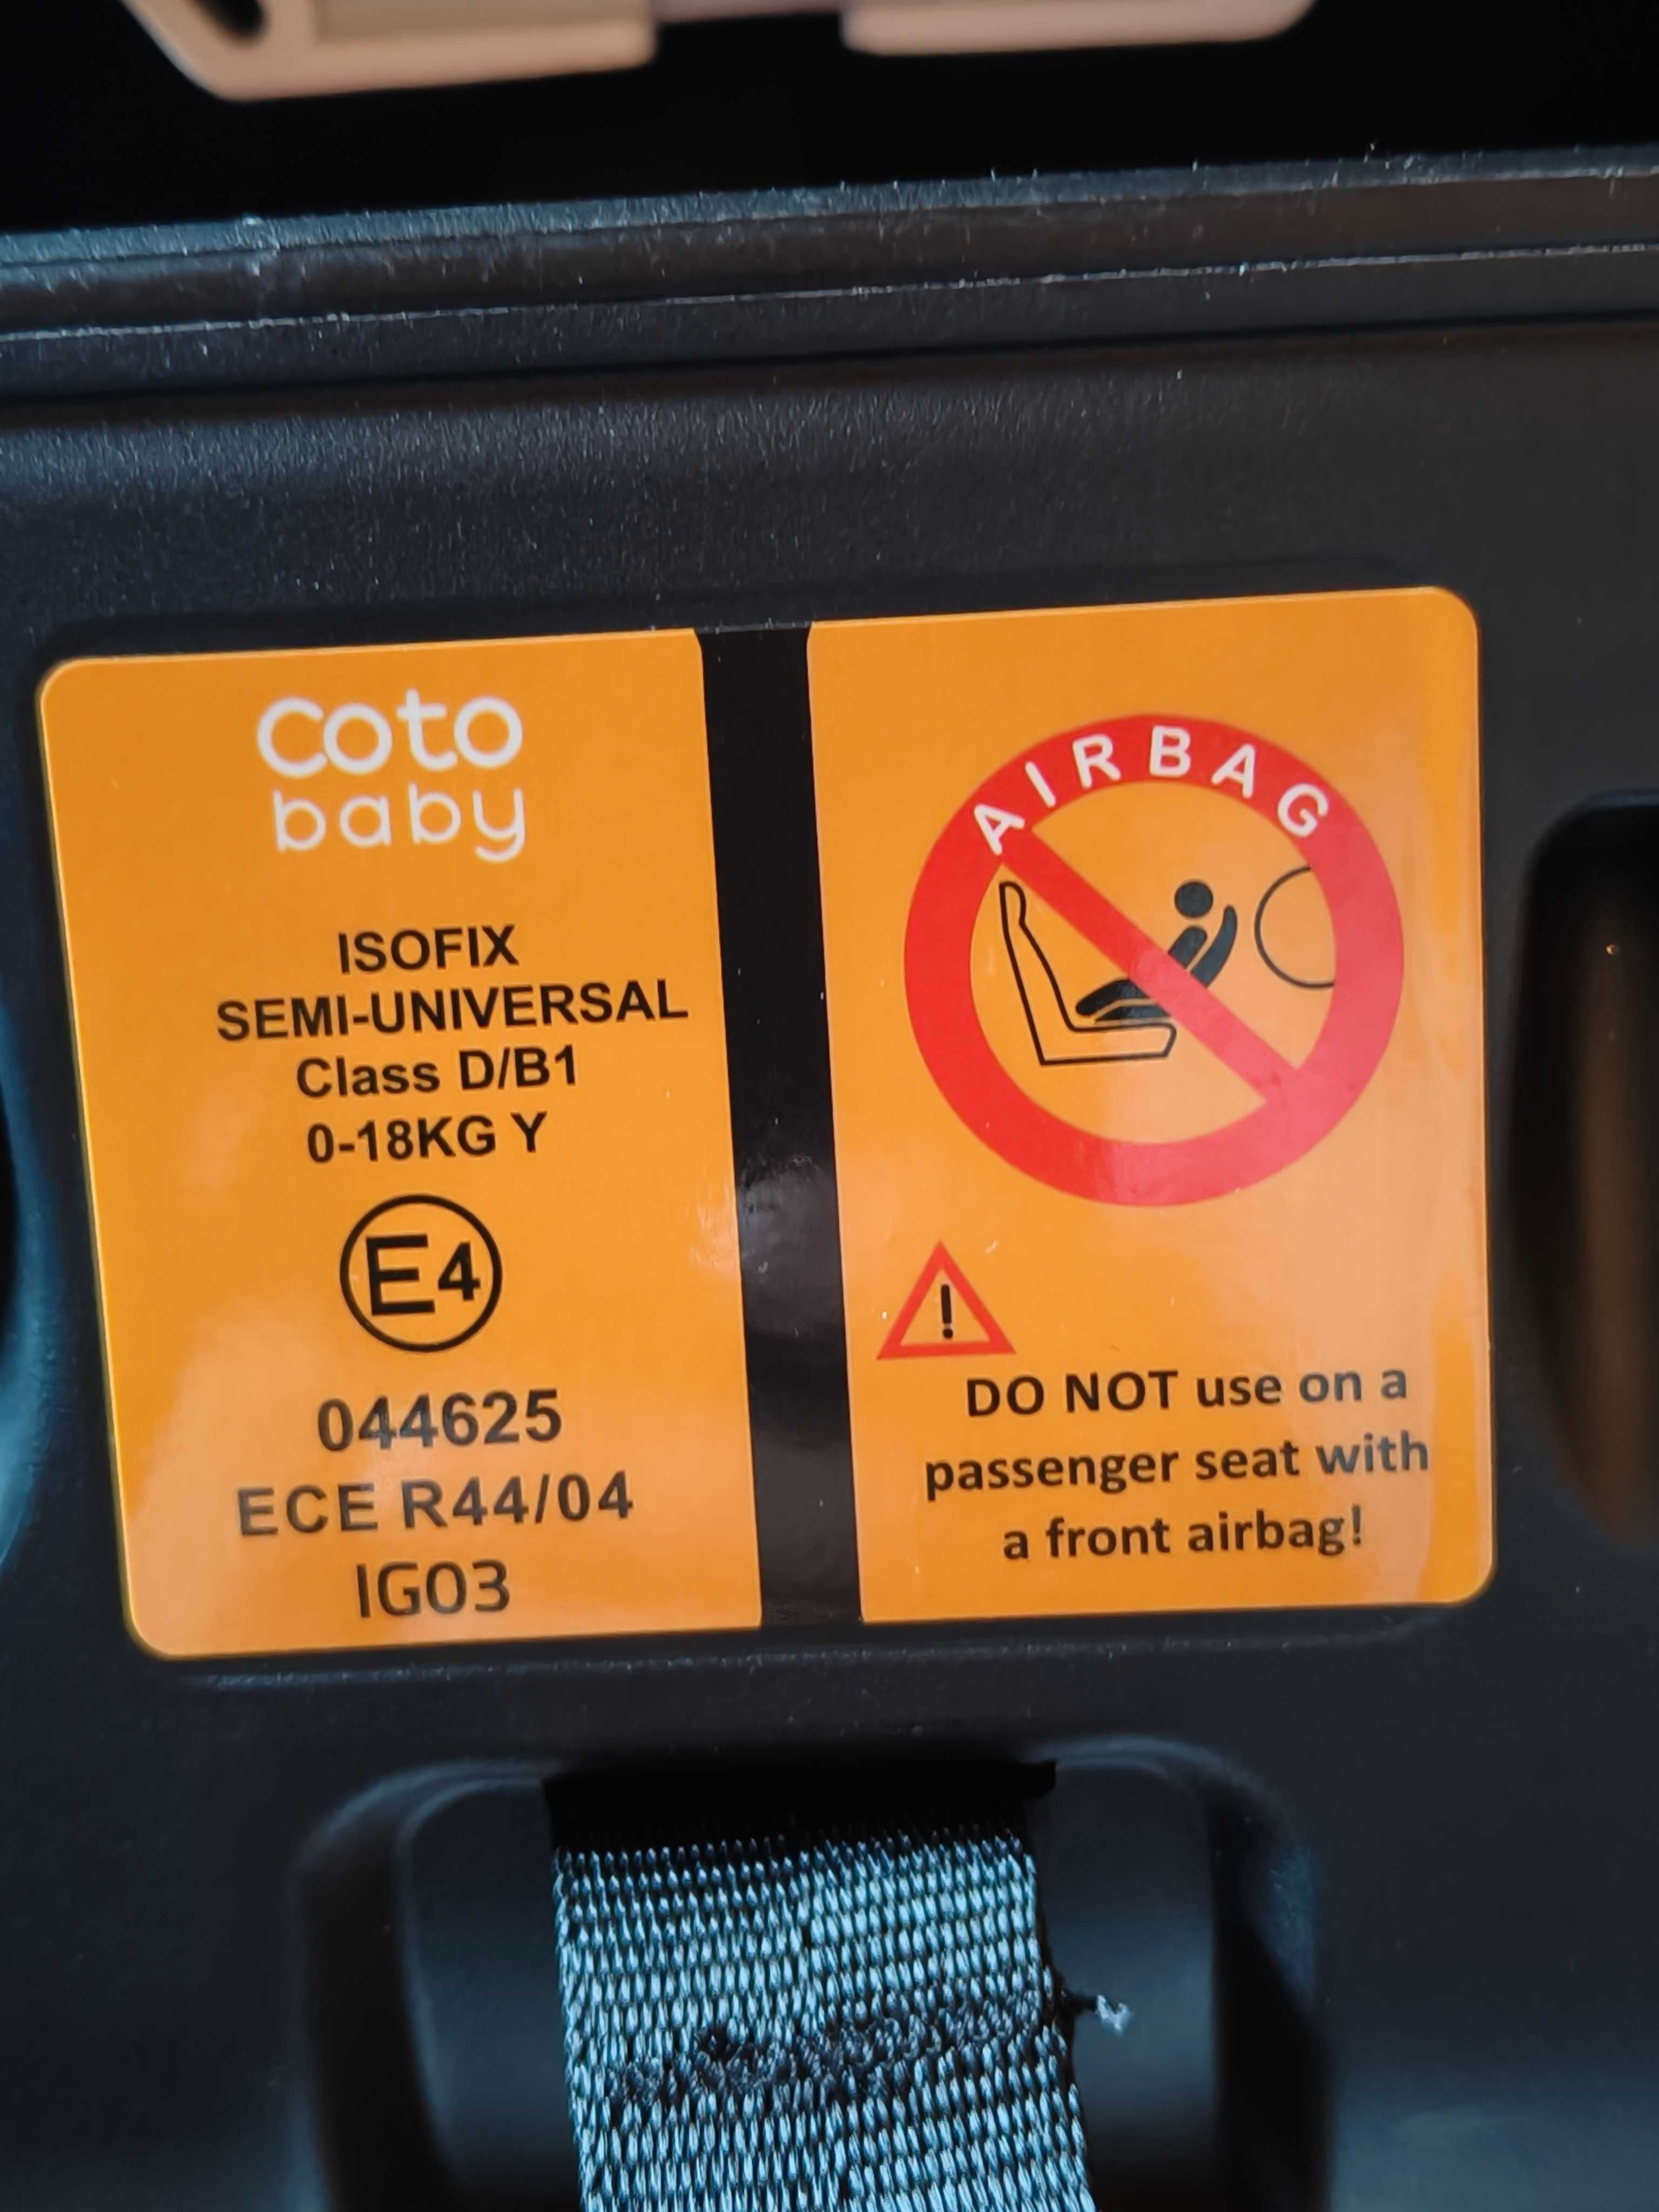 coto
baby
ISOFIX
SEMI-UNIVERSAL
Class D/B1
0-18KG Y
E4
044625
ECE R44/04
IG03
AIRBAG
!
DO NOT use on a
passenger seat with
a front airbag!